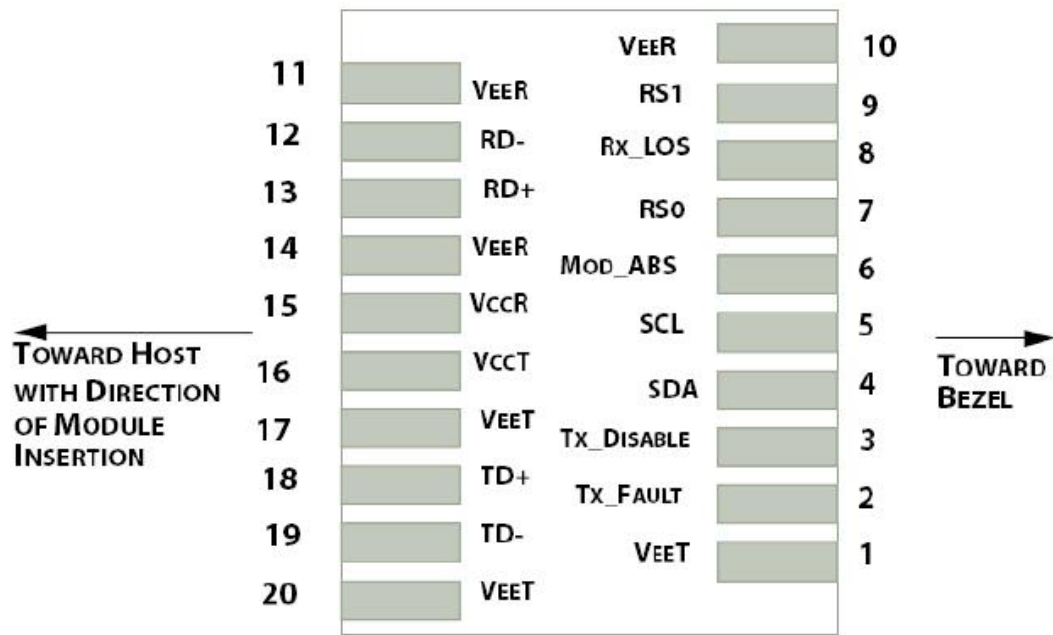 11 VEER
12 RD-
13 RD+
14 VEER
15 VCCR
16 VCCT
17 VEET
18 TD+
19 TD-
20 VEET
VEER 10
RS1 9
RX_LOS 8
RS0 7
MOD_ABS 6
SCL 5
SDA 4
TX_DISABLE 3
TX_FAULT 2
VEET 1
TOWARD HOST
WITH DIRECTION
OF MODULE
INSERTION
TOWARD
BEZEL